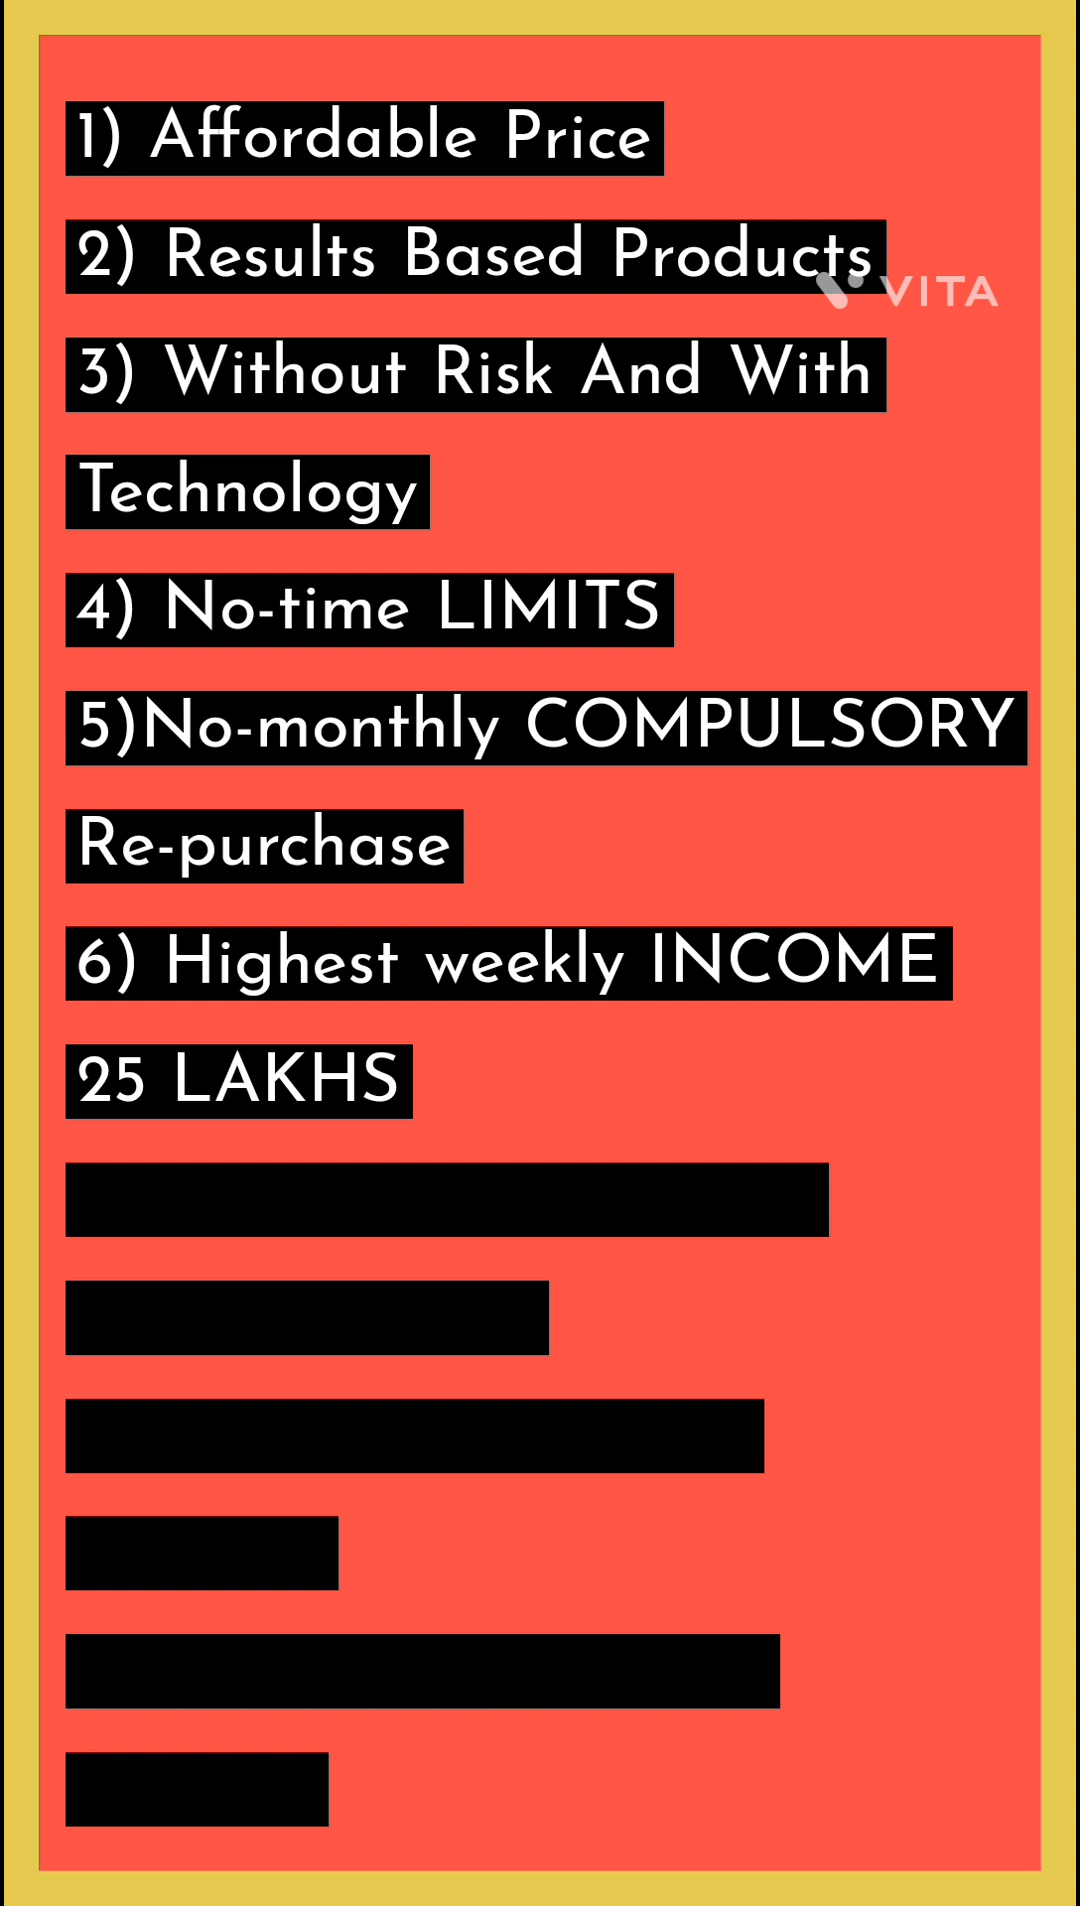 1) Affordable Price
2) Results Based Products
VITA
3) Without Risk And With
Technology
4) No-time LIMITS
5)No-monthly COMPULSORY
Re-purchase
6) Highest weekly INCOME
25 LAKHS